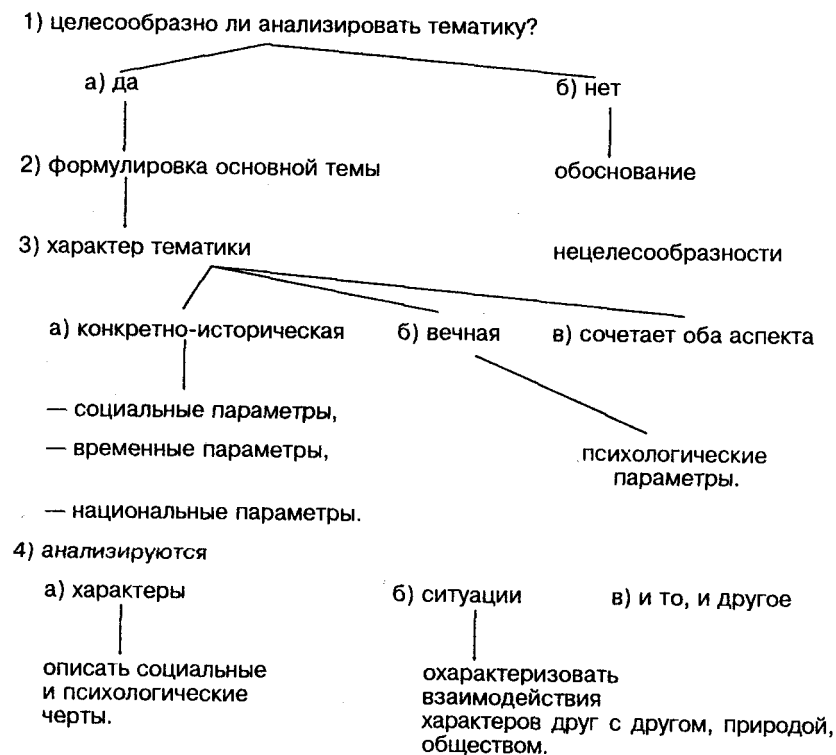 1) целесообразно ли анализировать тематику?
а) да
б) нет
2) формулировка основной темы
обоснование
3) характер тематики
нецелесообразности
а) конкретно-историческая
б) вечная
в) сочетает оба аспекта
— социальные параметры,
— временные параметры,
психологические
параметры.
— национальные параметры.
4) анализируются
а) характеры
б) ситуации
в) и то, и другое
описать социальные
и психологические
черты.
охарактеризовать
взаимодействия
характеров друг с другом, природой,
обществом.